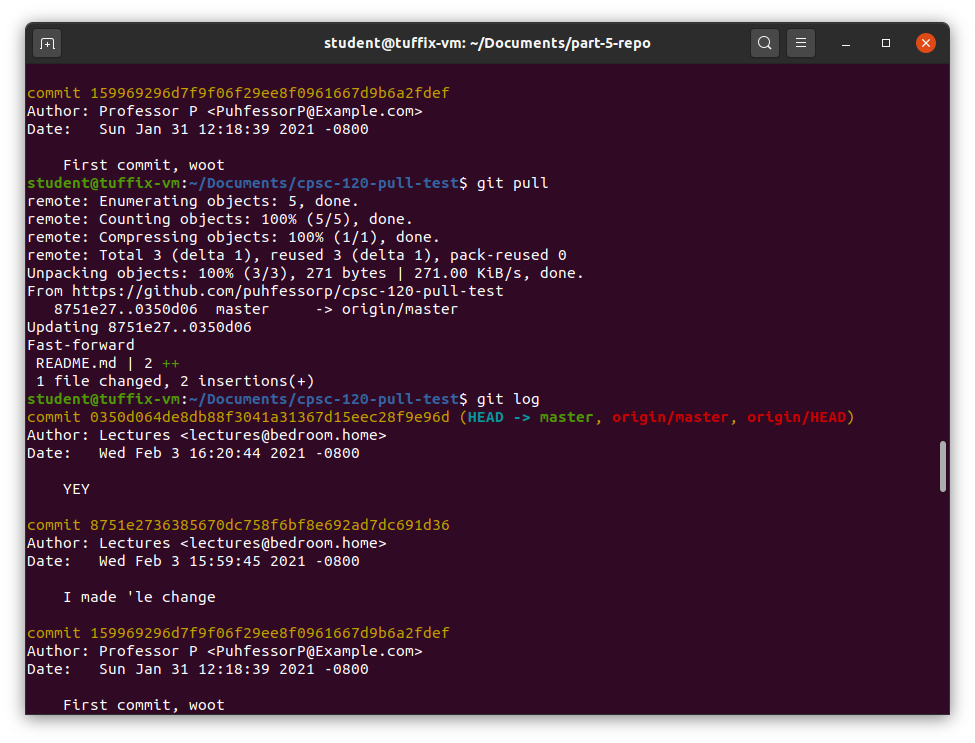 student@tuffix-vm: ~/Documents/part-5-repo
commit 159969296d7f9f06f29ee8f0961667d9b6a2fdef
Author: Professor P <PuhfessorP@Example.com>
Date:   Sun Jan 31 12:18:39 2021 -0800
    First commit, woot
student@tuffix-vm:~/Documents/cpsc-120-pull-test$ git pull
remote: Enumerating objects: 5, done.
remote: Counting objects: 100% (5/5), done.
remote: Compressing objects: 100% (1/1), done.
remote: Total 3 (delta 1), reused 3 (delta 1), pack-reused 0
Unpacking objects: 100% (3/3), 271 bytes | 271.00 KiB/s, done.
From https://github.com/puhfessorp/cpsc-120-pull-test
   8751e27..0350d06  master     -> origin/master
Updating 8751e27..0350d06
Fast-forward
 README.md | 2 ++
 1 file changed, 2 insertions(+)
student@tuffix-vm:~/Documents/cpsc-120-pull-test$ git log
commit 0350d064de8db88f3041a31367d15eec28f9e96d (HEAD -> master, origin/master, origin/HEAD)
Author: Lectures <lectures@bedroom.home>
Date:   Wed Feb 3 16:20:44 2021 -0800
    YEY
commit 8751e2736385670dc758f6bf8e692ad7dc691d36
Author: Lectures <lectures@bedroom.home>
Date:   Wed Feb 3 15:59:45 2021 -0800
    I made 'le change
commit 159969296d7f9f06f29ee8f0961667d9b6a2fdef
Author: Professor P <PuhfessorP@Example.com>
Date:   Sun Jan 31 12:18:39 2021 -0800
    First commit, woot